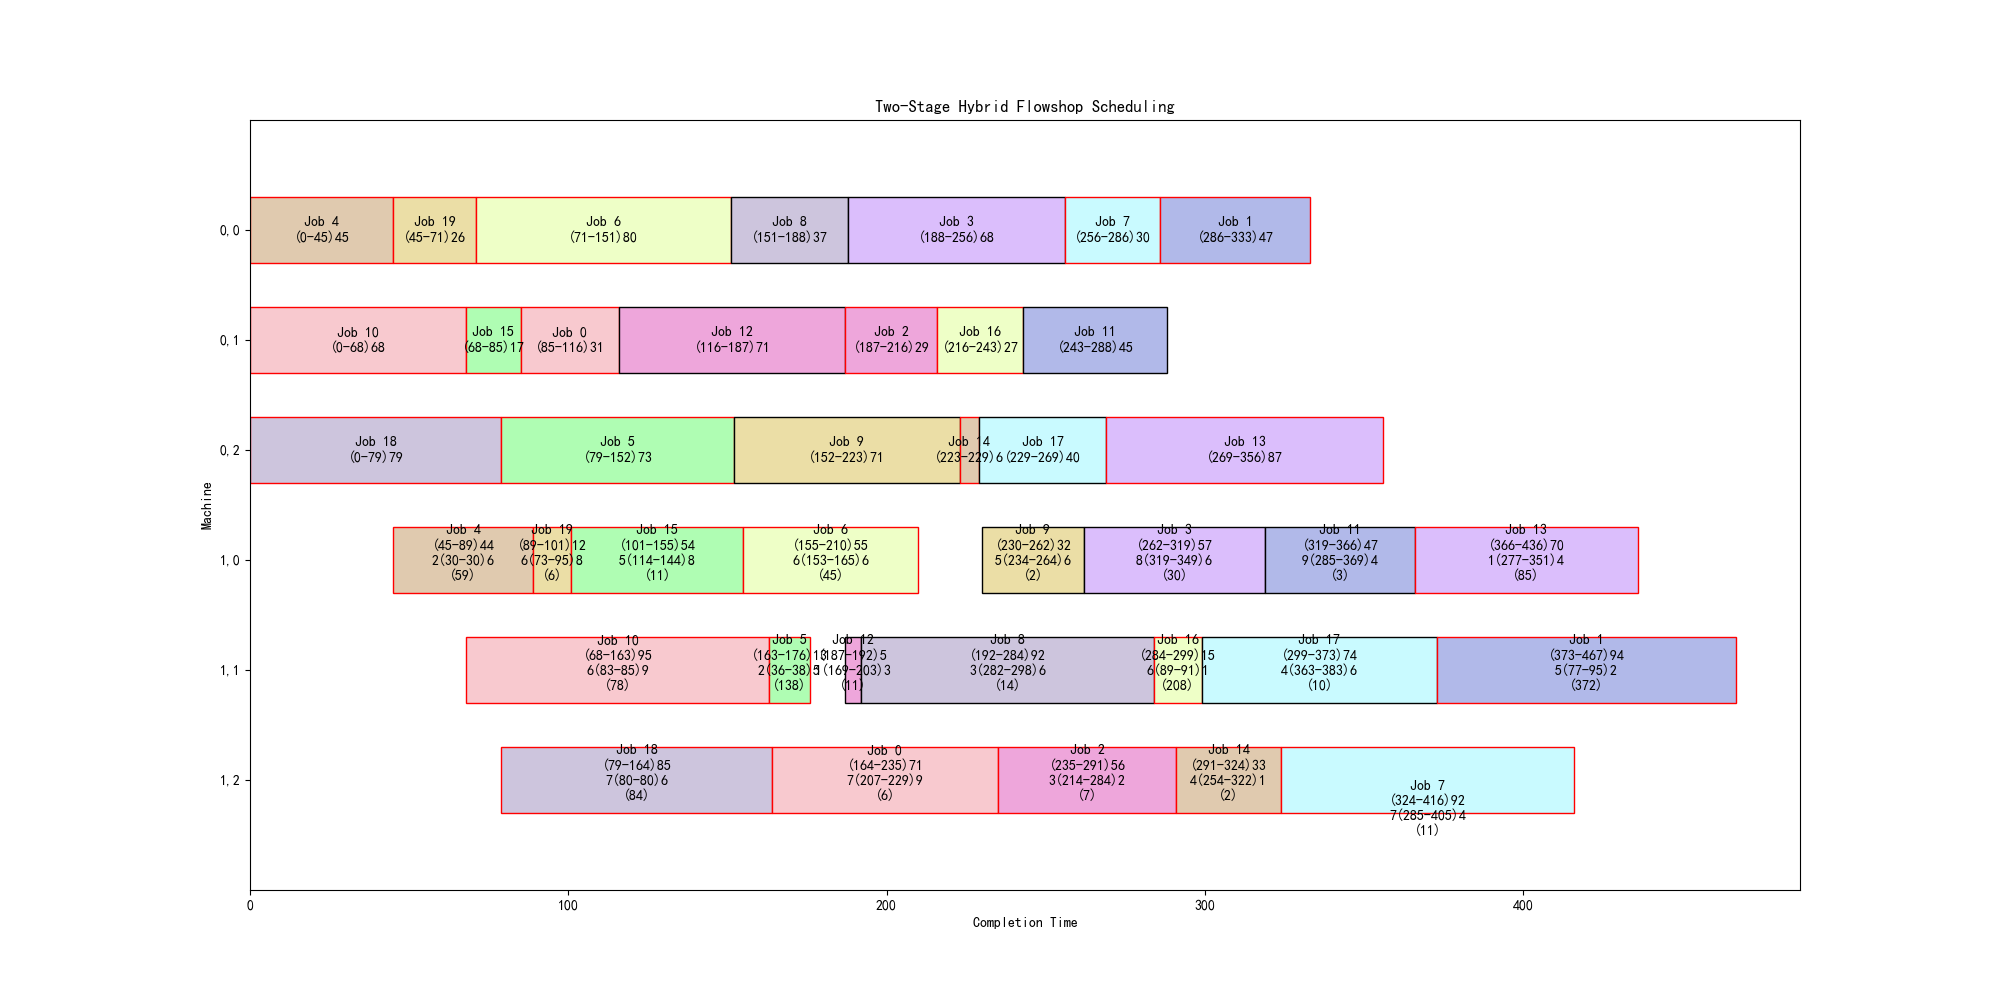 Two-Stage Hybrid Flowshop Scheduling
0,0
Job 4
(0-45)45
Job 19
(45-71)26
Job 6
(71-151)80
Job 8
(151-188)37
Job 3
(188-256)68
Job 7
(256-286)30
Job 1
(286-333)47
0,1
Job 10
(0-68)68
Job 15
(68-85)17
Job 0
(85-116)31
Job 12
(116-187)71
Job 2
(187-216)29
Job 16
(216-243)27
Job 11
(243-288)45
0,2
Job 18
(0-79)79
Job 5
(79-152)73
Job 9
(152-223)71
Job 14
(223-229)6
Job 17
(229-269)40
Job 13
(269-356)87
Machine
1,0
Job 4
(45-89)44
2(30-30)6
(59)
Job 19
(89-101)12
6(73-95)8
(6)
Job 15
(101-155)54
5(114-144)8
(11)
Job 6
(155-210)55
6(153-165)6
(45)
Job 9
(230-262)32
5(234-264)6
(2)
Job 3
(262-319)57
8(319-349)6
(30)
Job 11
(319-366)47
9(285-369)4
(3)
Job 13
(366-436)70
1(277-351)4
(85)
1,1
Job 10
(68-163)95
6(83-85)9
(78)
Job 5
(163-176)13
2(36-38)5
(138)
Job 12
(187-192)5
1(169-203)3
(11)
Job 8
(192-284)92
3(282-298)6
(14)
Job 16
(284-299)15
6(89-91)1
(208)
Job 17
(299-373)74
4(363-383)6
(10)
Job 1
(373-467)94
5(77-95)2
(372)
1,2
Job 18
(79-164)85
7(80-80)6
(84)
Job 0
(164-235)71
7(207-229)9
(6)
Job 2
(235-291)56
3(214-284)2
(7)
Job 14
(291-324)33
4(254-322)1
(2)
Job 7
(324-416)92
7(285-405)4
(11)
0
100
200
300
400
Completion Time